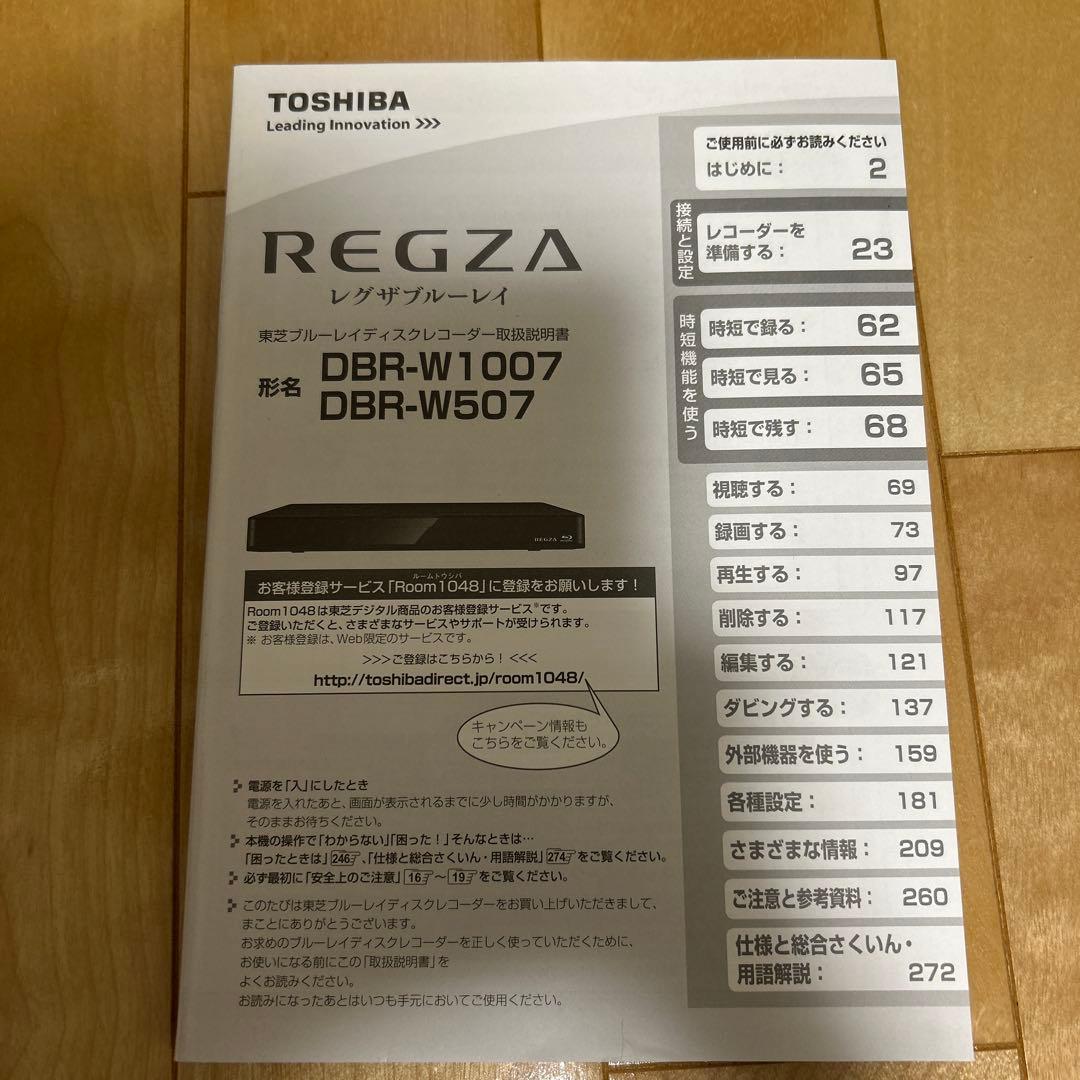 TOSHIBA
Leading Innovation >>>
REGZA
レグザブルーレイ
東芝ブルーレイディスクレコーダー取扱説明書
形名
DBR-W1007
DBR-W507
REGZA
ルームトウシバ
お客様登録サービス「Room1048」に登録をお願いします！
Room1048は東芝デジタル商品のお客様登録サービス※です。
ご登録いただくと、さまざまなサービスやサポートが受けられます。
※ お客様登録は、Web限定のサービスです。
>>>ご登録はこちらから！<<<
http://toshibadirect.jp/room1048/
キャンペーン情報も
こちらをご覧ください。
電源を「入」にしたとき
電源を入れたあと、画面が表示されるまでに少し時間がかかりますが、
そのままお待ちください。
本機の操作で「わからない」「困った！」そんなときは…
「困ったときは」246、「仕様と総合さくいん・用語解説」274をご覧ください。
必ず最初に「安全上のご注意」16～19をご覧ください。
このたびは東芝ブルーレイディスクレコーダーをお買い上げいただきまして、
まことにありがとうございます。
お求めのブルーレイディスクレコーダーを正しく使っていただくために、
お使いになる前にこの「取扱説明書」を
よくお読みください。
お読みになったあとはいつも手元においてご使用ください。
ご使用前に必ずお読みください
はじめに： 2
接続と設定
レコーダーを
準備する： 23
時短機能を使う
時短で録る： 62
時短で見る： 65
時短で残す： 68
視聴する： 69
録画する： 73
再生する： 97
削除する： 117
編集する： 121
ダビングする： 137
外部機器を使う： 159
各種設定： 181
さまざまな情報： 209
ご注意と参考資料： 260
仕様と総合さくいん・
用語解説： 272